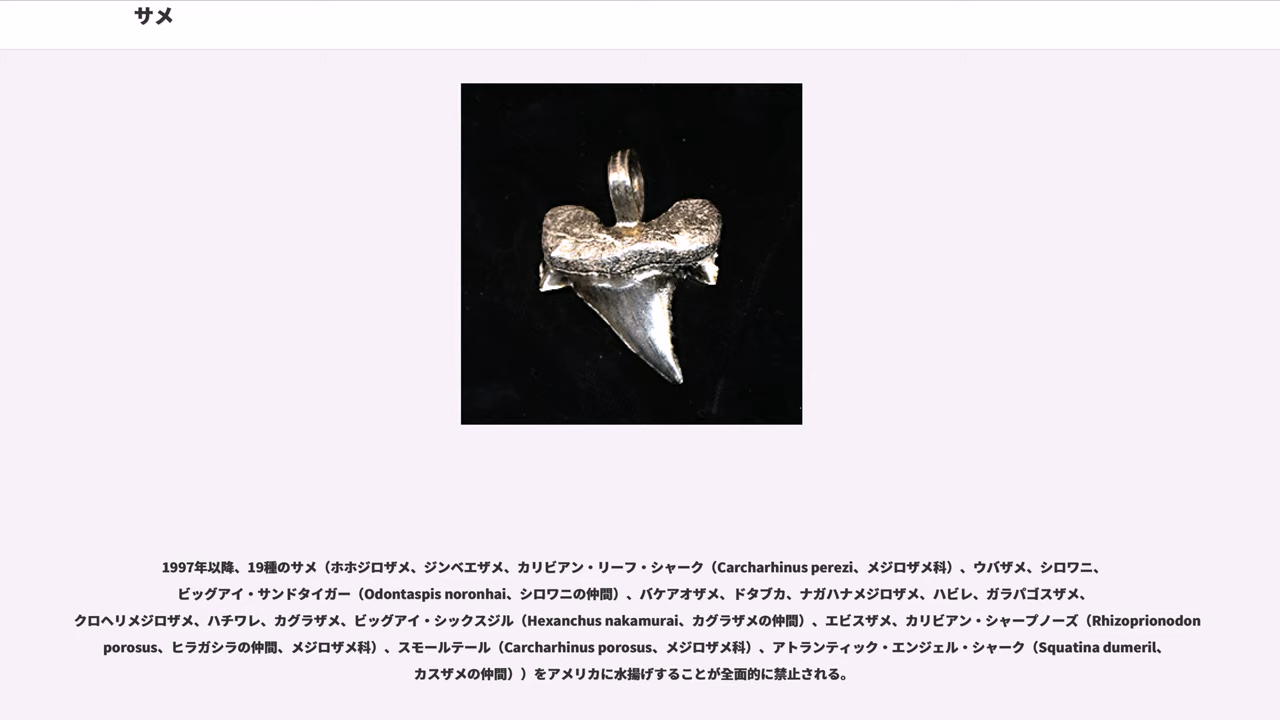 サメ
1997年以降、19種のサメ（ホホジロザメ、ジンベエザメ、カリビアン・リーフ・シャーク（Carcharhinus perezi、メジロザメ科）、ウバザメ、シロワニ、
ビッグアイ・サンドタイガー（Odontaspis noronhai、シロワニの仲間）、バケアオザメ、ドタブカ、ナガハナメジロザメ、ハビレ、ガラパゴスザメ、
クロヘリメジロザメ、ハチワレ、カグラザメ、ビッグアイ・シックスジル（Hexanchus nakamurai、カグラザメの仲間）、エビスザメ、カリビアン・シャープノーズ（Rhizoprionodon
porosus、ヒラガシラの仲間、メジロザメ科）、スモールテール（Carcharhinus porosus、メジロザメ科）、アトランティック・エンジェル・シャーク（Squatina dumeril、
カスザメの仲間））をアメリカに水揚げすることが全面的に禁止される。